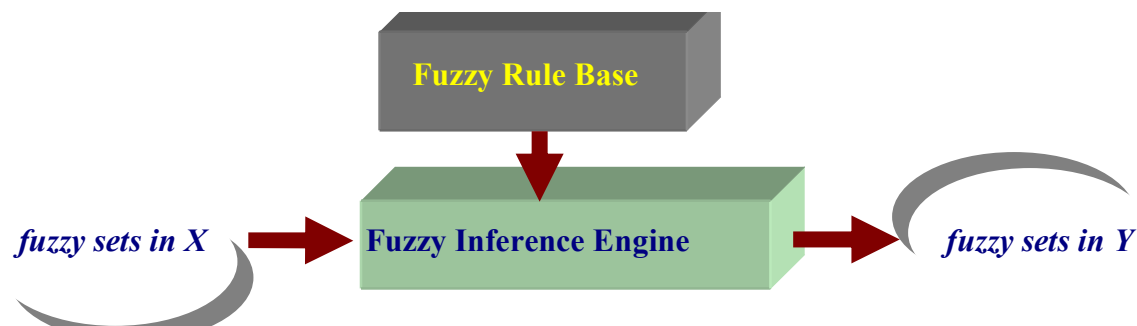 Fuzzy Rule Base
fuzzy sets in X
Fuzzy Inference Engine
fuzzy sets in Y